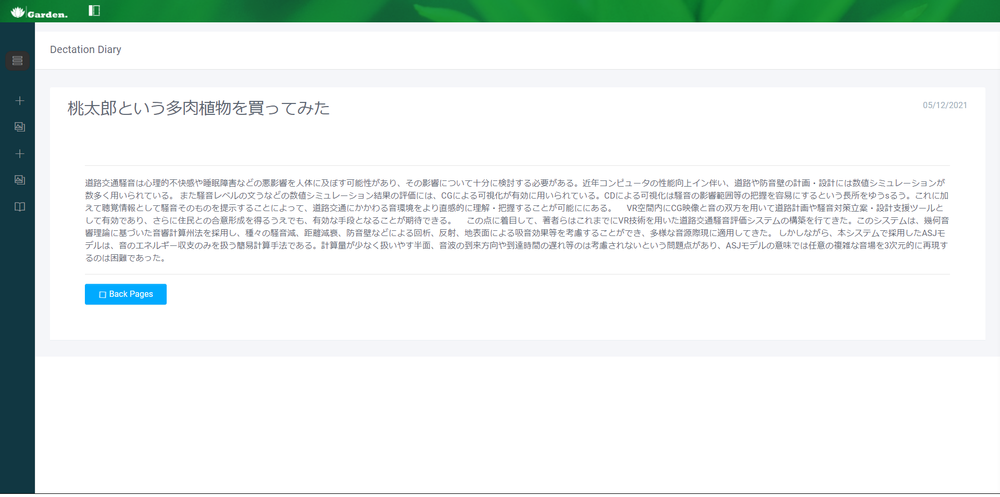 Garden.
Dectation Diary
桃太郎という多肉植物を買ってみた
05/12/2021
道路交通騒音は心理的不快感や睡眠障害などの悪影響を人体に及ぼす可能性があり、その影響について十分に検討する必要がある。近年コンピュータの性能向上イン伴い、道路や防音壁の計画・設計には数値シミュレーションが
数多く用いられている。 また騒音レベルの文うなどの数値シミュレーション結果の評価には、CGによる可視化が有効に用いられている。CDによる可視化は騒音の影響範囲等の把握を容易にするという長所をゆうsるう。これに加
えて聴覚情報として騒音そのものを提示することによって、道路交通にかかわる音環境をより直感的に理解・把握することが可能ににある。　 VR空間内にCG映像と音の双方を用いて道路計画や騒音対策立案・設計支援ツールと
して有効であり、さらに住民との合意形成を得るうえでも、有効な手段となることが期待できる。　 この点に着目して、著者らはこれまでにVR技術を用いた道路交通騒音評価システムの構築を行てきた。このシステムは、幾何音
響理論に基づいた音響計算州法を採用し、種々の騒音減、距離減衰、防音壁などによる回析、反射、地表面による吸音効果等を考慮することができ、多様な音源際現に適用してきた。 しかしながら、本システムで採用したASJモ
デルは、音のエネルギー収支のみを扱う簡易計算手法である。計算量が少なく扱いやす半面、音波の到来方向や到達時間の遅れ等のは考慮されないという問題点があり、ASJモデルの意味では任意の複雑な音場を3次元的に再現す
るのは困難であった。
Back Pages